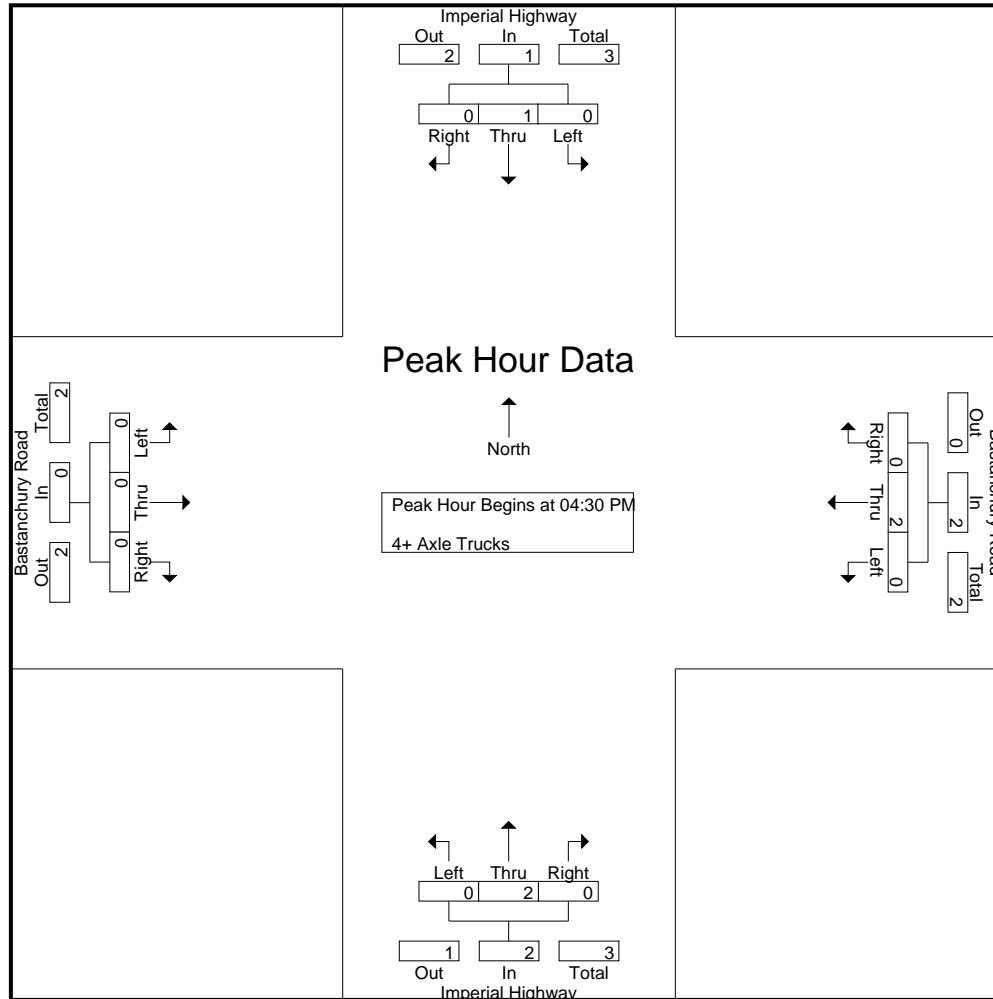 Imperial Highway
Out In Total
2 1 3
0 1 0
Right Thru Left
Peak Hour Data
North
Peak Hour Begins at 04:30 PM
4+ Axle Trucks
Bastanchury Road
Total In Out
2 0 2
0 0 0
Left Thru Right
Right Thru Left
0 2 0
0 2 2
Out In Total
Bastanchury Road
Left Thru Right
0 2 0
1 2 3
Out In Total
Imperial Highway